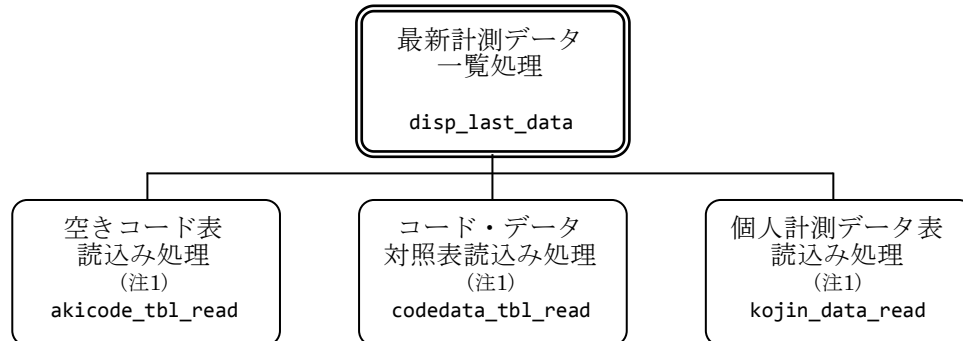 最新計測データ
一覧処理
disp_last_data
空きコード表
読込み処理
(注1)
akicode_tbl_read
コード・データ
対照表読込み処理
(注1)
codedata_tbl_read
個人計測データ表
読込み処理
(注1)
kojin_data_read